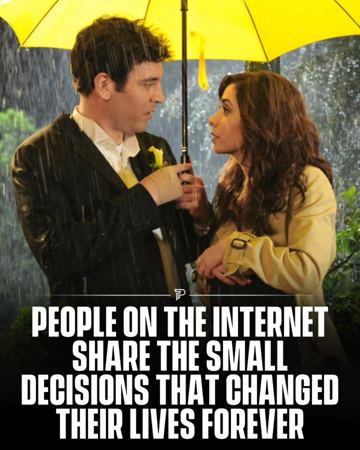 PEOPLE ON THE INTERNET
SHARE THE SMALL
DECISIONS THAT CHANGED
THEIR LIVES FOREVER